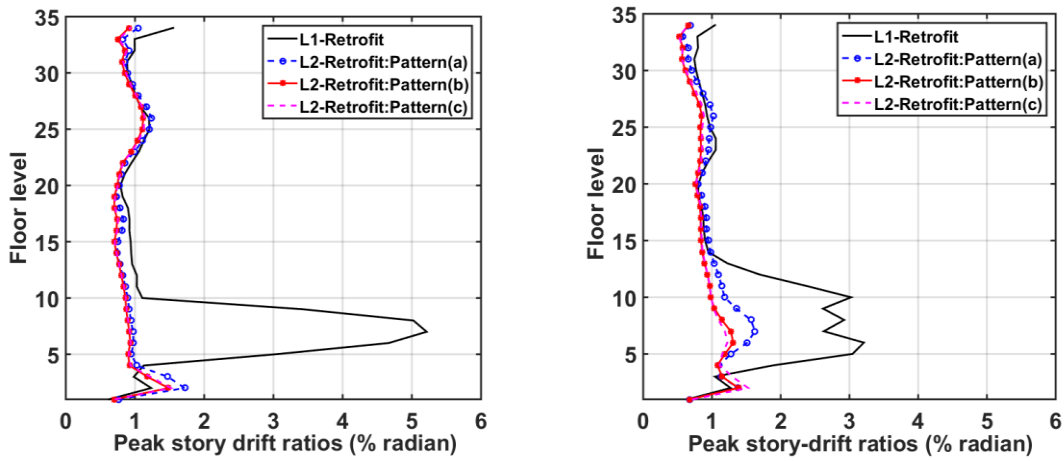 35
30
25
20
15
10
5
0 1 2 3 4 5 6
Floor level
Peak story drift ratios (% radian)
L1-Retrofit
L2-Retrofit:Pattern(a)
L2-Retrofit:Pattern(b)
L2-Retrofit:Pattern(c)
35
30
25
20
15
10
5
0 1 2 3 4 5 6
Floor level
Peak story-drift ratios (% radian)
L1-Retrofit
L2-Retrofit:Pattern(a)
L2-Retrofit:Pattern(b)
L2-Retrofit:Pattern(c)